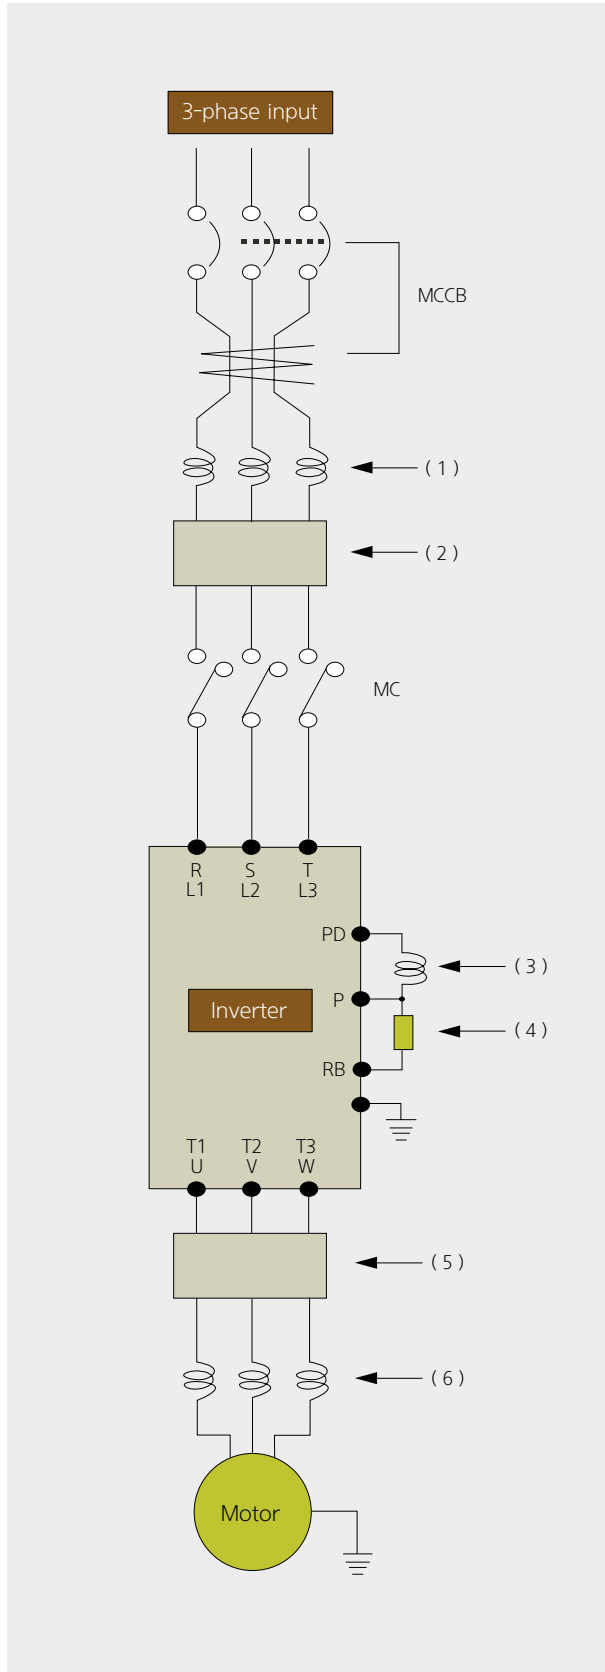 3-phase input
MCCB
( 1 )
( 2 )
MC
R S T
L1 L2 L3
PD
( 3 )
P
Inverter
( 4 )
RB
T1 T2 T3
U V W
( 5 )
( 6 )
Motor